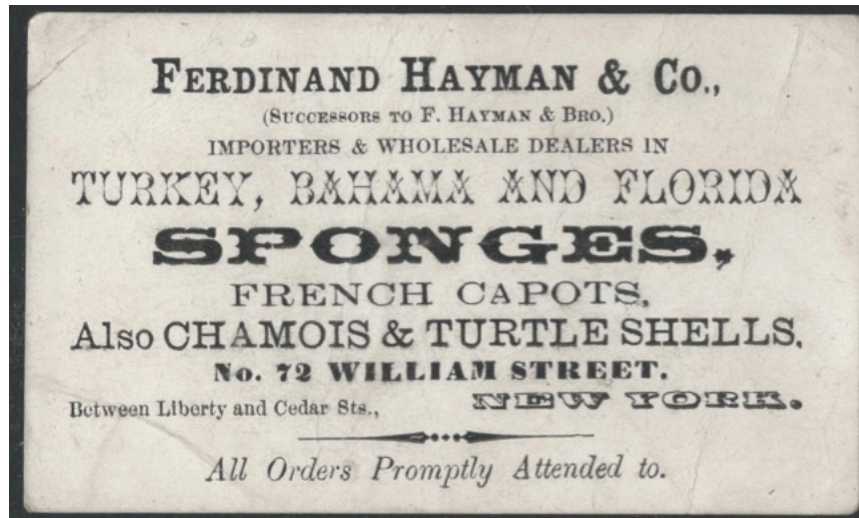 FERDINAND HAYMAN & CO.,
(SUCCESSORS TO F. HAYMAN & BRO.)
IMPORTERS & WHOLESALE DEALERS IN
TURKEY, BAHAMA AND FLORIDA
SPONGES,
FRENCH CAPOTS,
Also CHAMOIS & TURTLE SHELLS,
No. 72 WILLIAM STREET.
Between Liberty and Cedar Sts., NEW YORK.
All Orders Promptly Attended to.